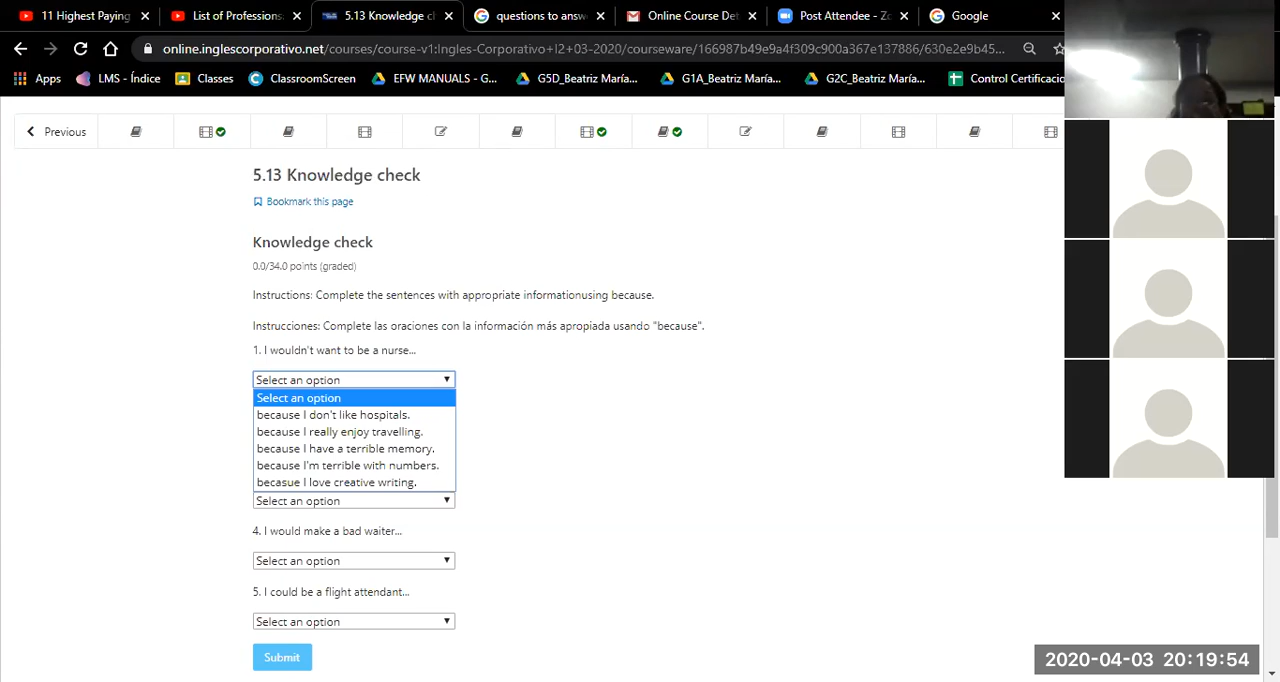 11 Highest Paying
List of Professions
5.13 Knowledge ch
questions to answ
Online Course Det
Post Attendee - Zo
Google
online.inglescorporativo.net/courses/course-v1:Ingles-Corporativo+I2+03-2020/courseware/166987b49e9a4f309c900a367e137886/630e2e9b45...
Apps
LMS - Índice
Classes
ClassroomScreen
EFW MANUALS - G...
G5D_Beatriz María...
G1A_Beatriz María...
G2C_Beatriz María...
Control Certificacio
Previous
5.13 Knowledge check
Bookmark this page
Knowledge check
0.0/34.0 points (graded)
Instructions: Complete the sentences with appropriate informationusing because.
Instrucciones: Complete las oraciones con la información más apropiada usando "because".
1. I wouldn't want to be a nurse...
Select an option
Select an option
because I don't like hospitals.
because I really enjoy travelling.
because I have a terrible memory.
because I'm terrible with numbers.
becasue I love creative writing.
Select an option
4. I would make a bad waiter...
Select an option
5. I could be a flight attendant...
Select an option
Submit
2020-04-03 20:19:54